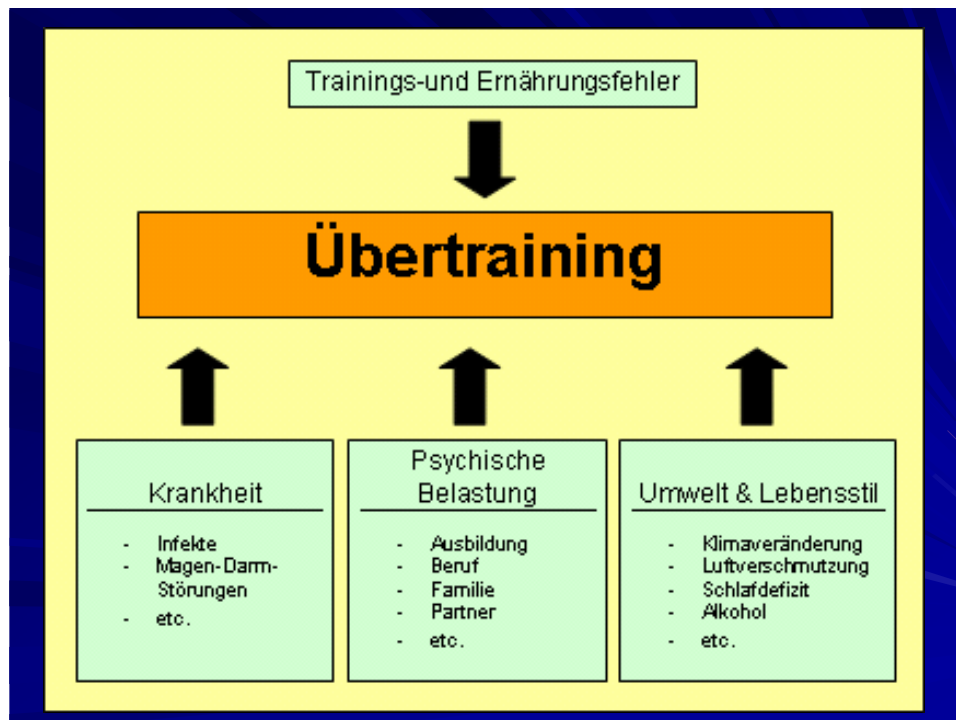 Trainings-und Ernährungsfehler
Übertraining
Krankheit
- Infekte
- Magen-Darm-
Störungen
- etc.
Psychische
Belastung
- Ausbildung
- Beruf
- Familie
- Partner
- etc.
Umwelt & Lebensstil
- Klimaveränderung
- Luftverschmutzung
- Schlafdefizit
- Alkohol
- etc.